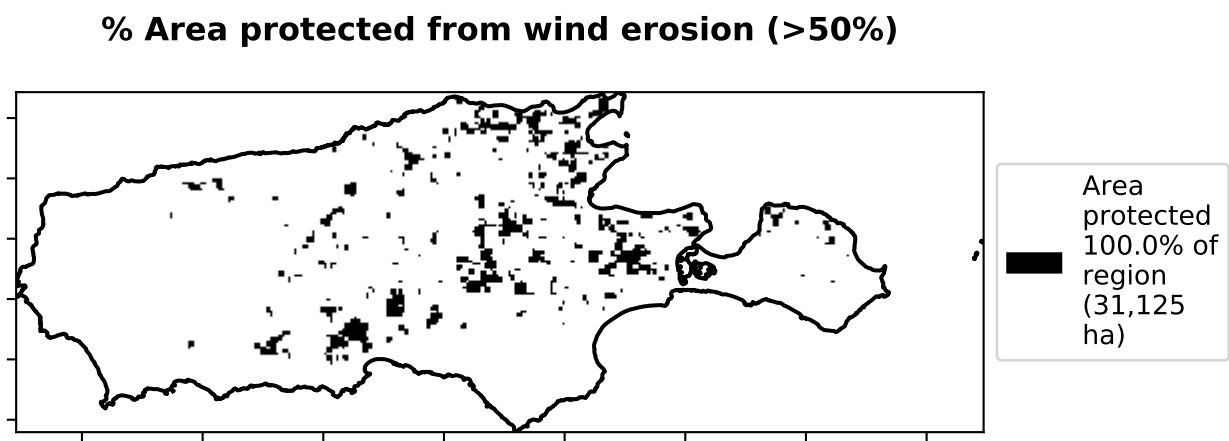 % Area protected from wind erosion (>50%)
Area
protected
100.0% of
region
(31,125
ha)